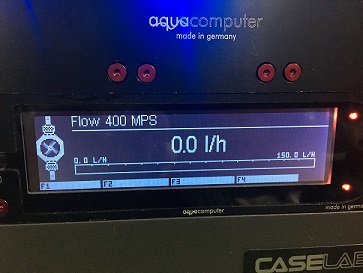 aquacomputer
made in germany
Flow 400 MPS
0.0 l/h
0.0 L/H
150.0 L/H
F1 F2 F3 F4
aquacomputer
made in germ
CASELAB